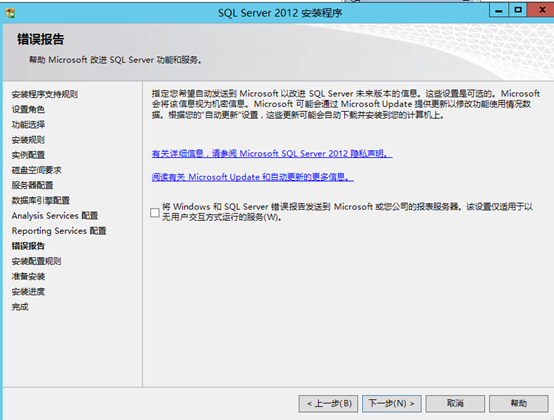 SQL Server 2012 安装程序
错误报告
帮助 Microsoft 改进 SQL Server 功能和服务。
安装程序支持规则
设置角色
功能选择
安装规则
实例配置
磁盘空间要求
服务器配置
数据库引擎配置
Analysis Services 配置
Reporting Services 配置
错误报告
安装配置规则
准备安装
安装进度
完成
指定您希望自动发送到 Microsoft 以改进 SQL Server 未来版本的信息。这些设置是可选的。Microsoft
会将该信息视为机密信息。Microsoft 可能会通过 Microsoft Update 提供更新以修改功能使用情况数
据。根据您的“自动更新”设置，这些更新可能会自动下载并安装到您的计算机上。
有关详细信息，请参阅 Microsoft SQL Server 2012 隐私声明。
阅读有关 Microsoft Update 和自动更新的更多信息。
将 Windows 和 SQL Server 错误报告发送到 Microsoft 或您公司的报表服务器。该设置仅适用于以
无用户交互方式运行的服务(W)。
< 上一步(B)
下一步(N) >
取消
帮助